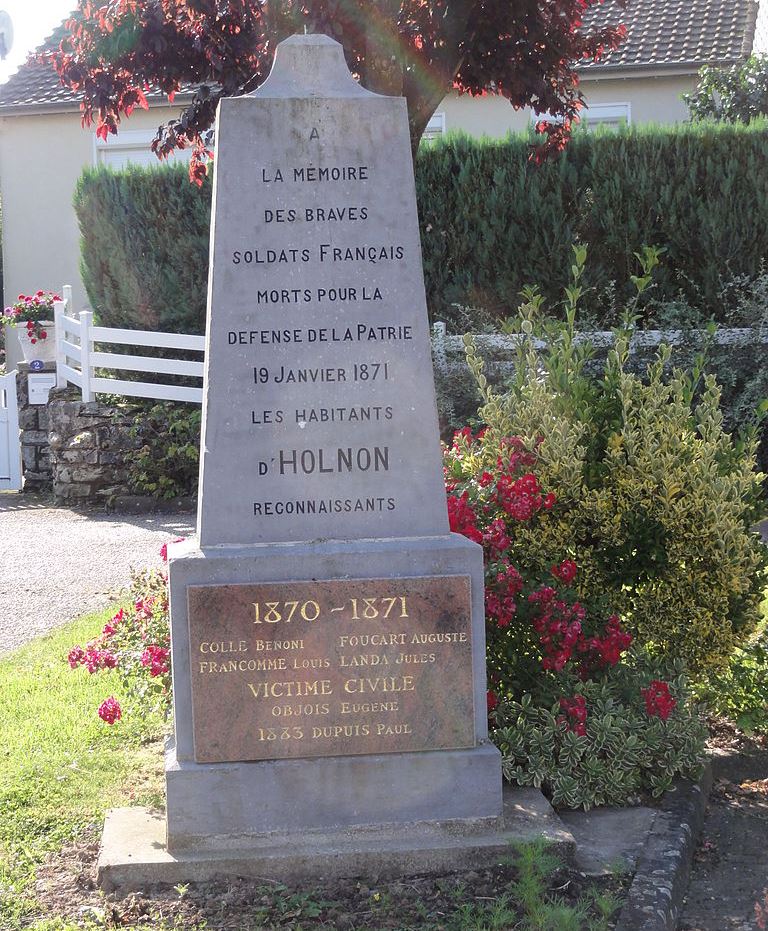 A
LA MÉMOIRE
DES BRAVES
SOLDATS FRANÇAIS
MORTS POUR LA
DEFENSE DE LA PATRIE
19 JANVIER 1871
LES HABITANTS
D'HOLNON
RECONNAISSANTS
1870 - 1871
COLLE BENONI FOUCART AUGUSTE
FRANCOMME LOUIS LANDA JULES
VICTIME CIVILE
OBJOIS EUGENE
1883 DUPUIS PAUL
2